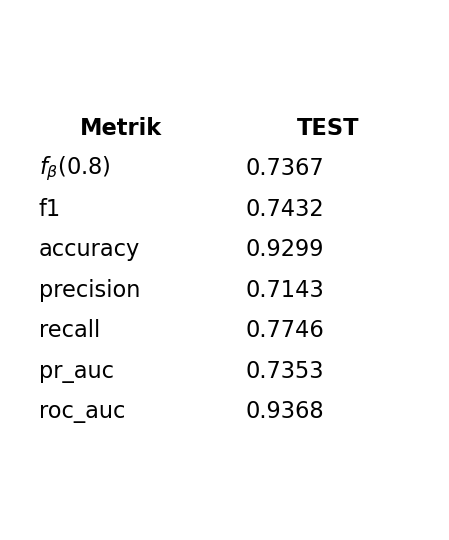 Metrik TEST
fβ(0.8) 0.7367
f1 0.7432
accuracy 0.9299
precision 0.7143
recall 0.7746
pr_auc 0.7353
roc_auc 0.9368